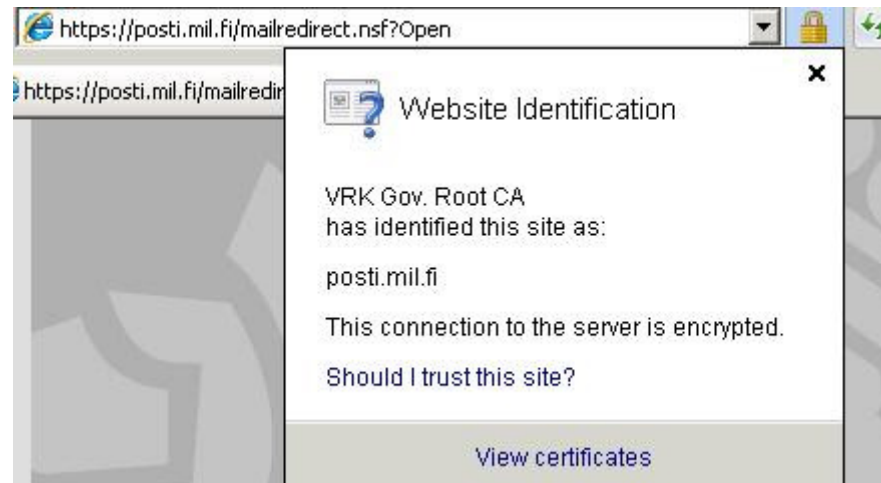 https://posti.mil.fi/mailredirect.nsf?Open
https://posti.mil.fi/mailredir
Website Identification
VRK Gov. Root CA
has identified this site as:
posti.mil.fi
This connection to the server is encrypted.
Should I trust this site?
View certificates